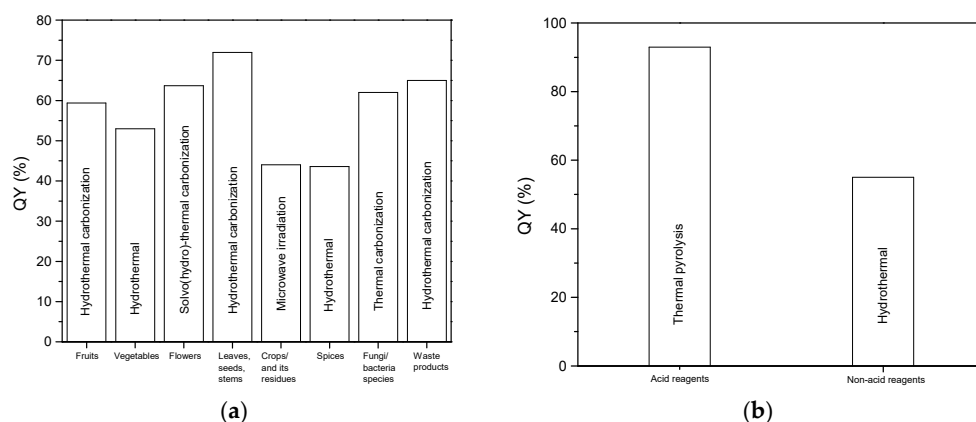 80
70
60
50
40
30
20
10
0
QY (%)
Hydrothermal carbonization
Hydrothermal
Solvo(hydro)-thermal carbonization
Hydrothermal carbonization
Microwave irradiation
Hydrothermal
Thermal carbonization
Hydrothermal carbonization
Fruits
Vegetables
Flowers
Leaves,
seeds,
stems
Crops/
and its
residues
Spices
Fungi/
bacteria
species
Waste
products
(a)
100
80
60
40
20
0
QY (%)
Thermal pyrolysis
Hydrothermal
Acid reagents
Non-acid reagents
(b)